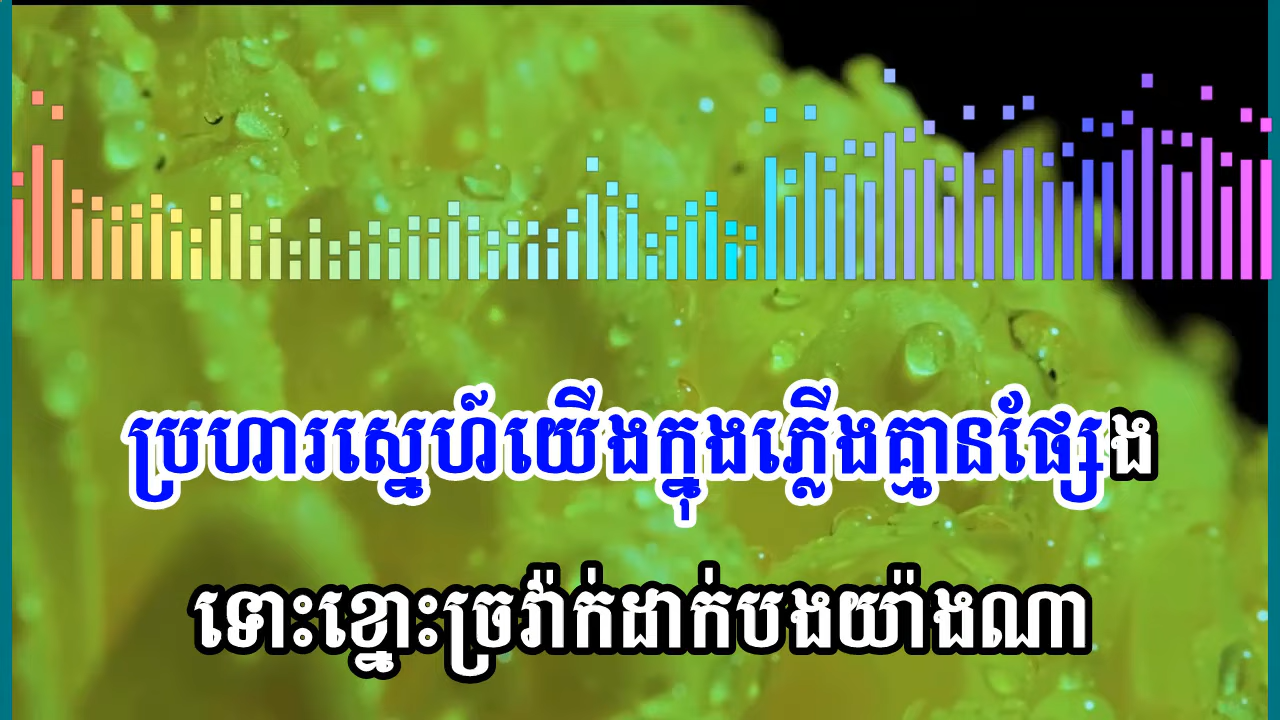 ប្រហារស្នេហ៍យើងក្នុងភ្លើងគ្មានផ្សែង
ទោះខ្នោះច្រវ៉ាក់ដាក់បងយ៉ាងណា